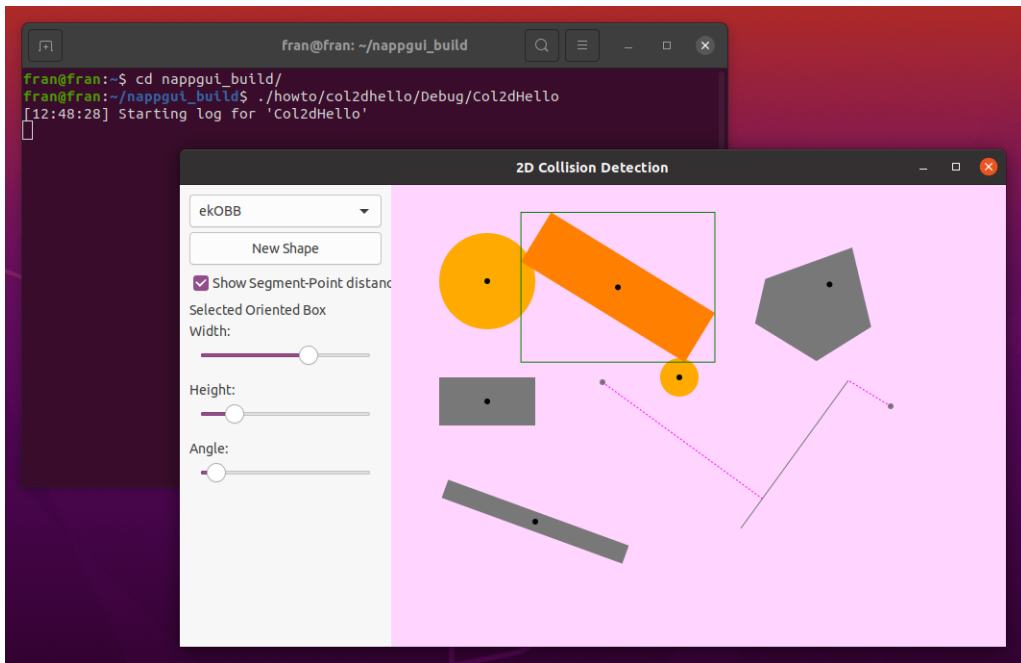 fran@fran: ~/nappgui_build
fran@fran:~$ cd nappgui_build/
fran@fran:~/nappgui_build$ ./howto/col2dhello/Debug/Col2dHello
[12:48:28] Starting log for 'Col2dHello'
2D Collision Detection
ekOBB
New Shape
Show Segment-Point distanc
Selected Oriented Box
Width:
Height:
Angle: